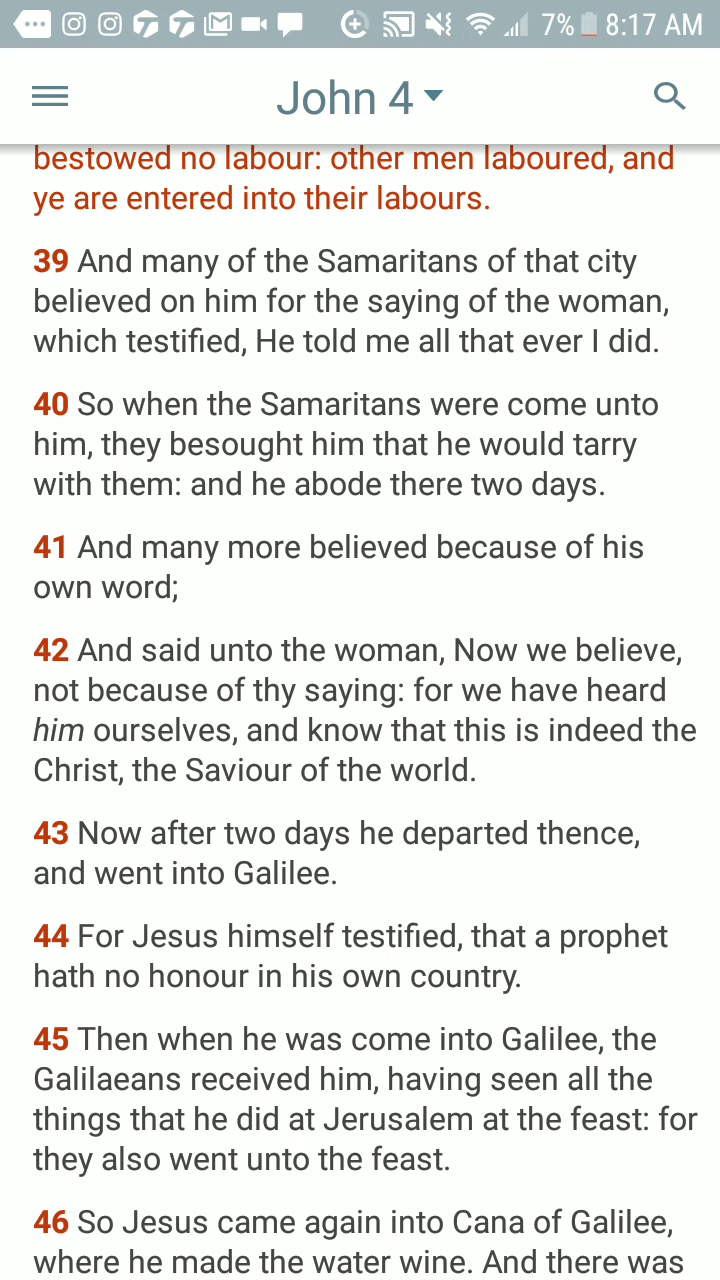 7% 8:17 AM
John 4
bestowed no labour: other men laboured, and
ye are entered into their labours.
39 And many of the Samaritans of that city
believed on him for the saying of the woman,
which testified, He told me all that ever I did.
40 So when the Samaritans were come unto
him, they besought him that he would tarry
with them: and he abode there two days.
41 And many more believed because of his
own word;
42 And said unto the woman, Now we believe,
not because of thy saying: for we have heard
him ourselves, and know that this is indeed the
Christ, the Saviour of the world.
43 Now after two days he departed thence,
and went into Galilee.
44 For Jesus himself testified, that a prophet
hath no honour in his own country.
45 Then when he was come into Galilee, the
Galilaeans received him, having seen all the
things that he did at Jerusalem at the feast: for
they also went unto the feast.
46 So Jesus came again into Cana of Galilee,
where he made the water wine. And there was